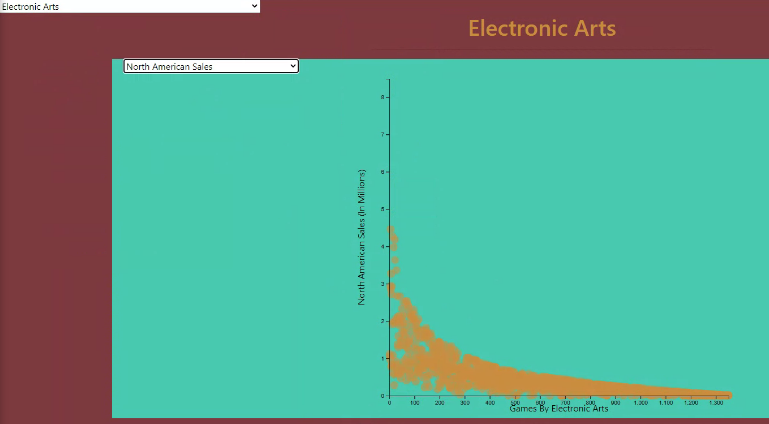 Electronic Arts
Electronic Arts
North American Sales
8
7
6
5
4
3
2
1
0
North American Sales (In Millions)
0 100 200 300 400 500 600 700 800 900 1,000 1,100 1,200 1,300
Games By Electronic Arts